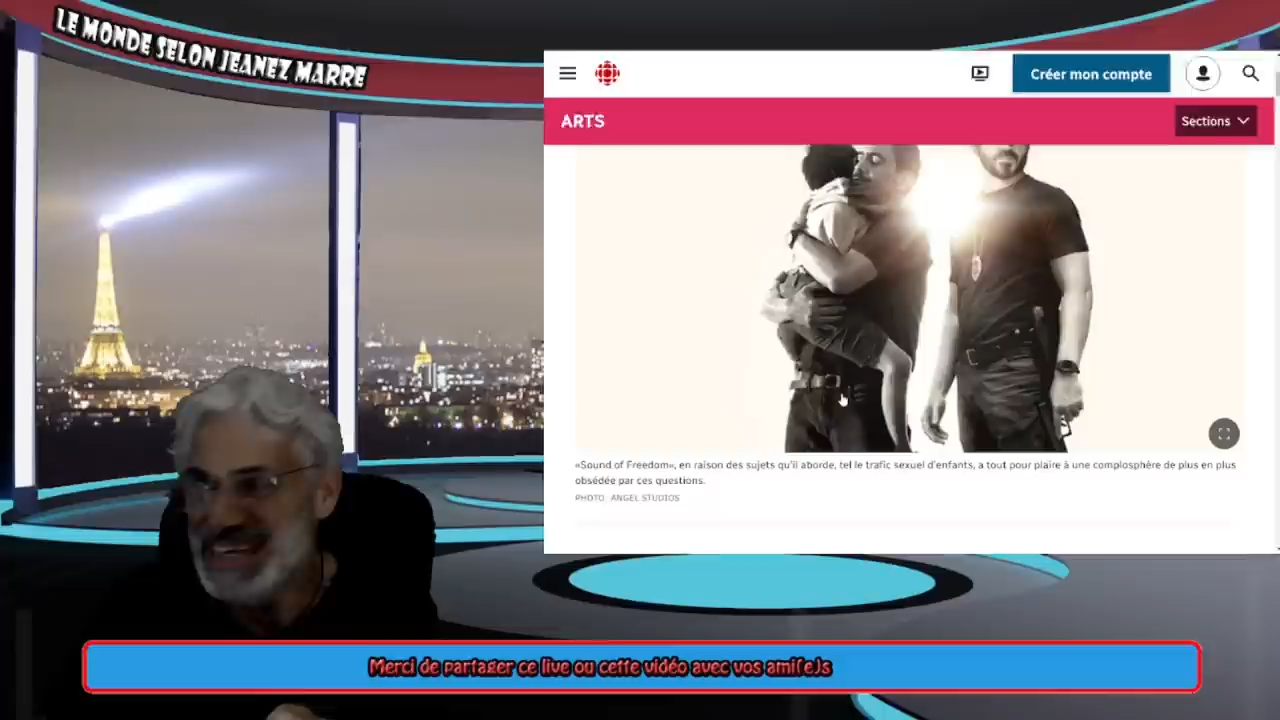 LE MONDE SELON JEANEZ MARRE
Créer mon compte
ARTS
Sections
«Sound of Freedom», en raison des sujets qu'il aborde, tel le trafic sexuel d'enfants, a tout pour plaire à une complosphère de plus en plus
obsédée par ces questions.
PHOTO : ANGEL STUDIOS
Merci de partager ce live ou cette vidéo avec vos ami(e)s